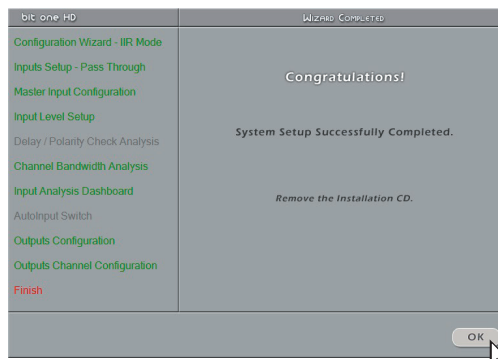 bit one HD
Wizard Completed
Configuration Wizard - IIR Mode
Inputs Setup - Pass Through
Master Input Configuration
Input Level Setup
Delay / Polarity Check Analysis
Channel Bandwidth Analysis
Input Analysis Dashboard
AutoInput Switch
Outputs Configuration
Outputs Channel Configuration
Finish
Congratulations!
System Setup Successfully Completed.
Remove the Installation CD.
OK